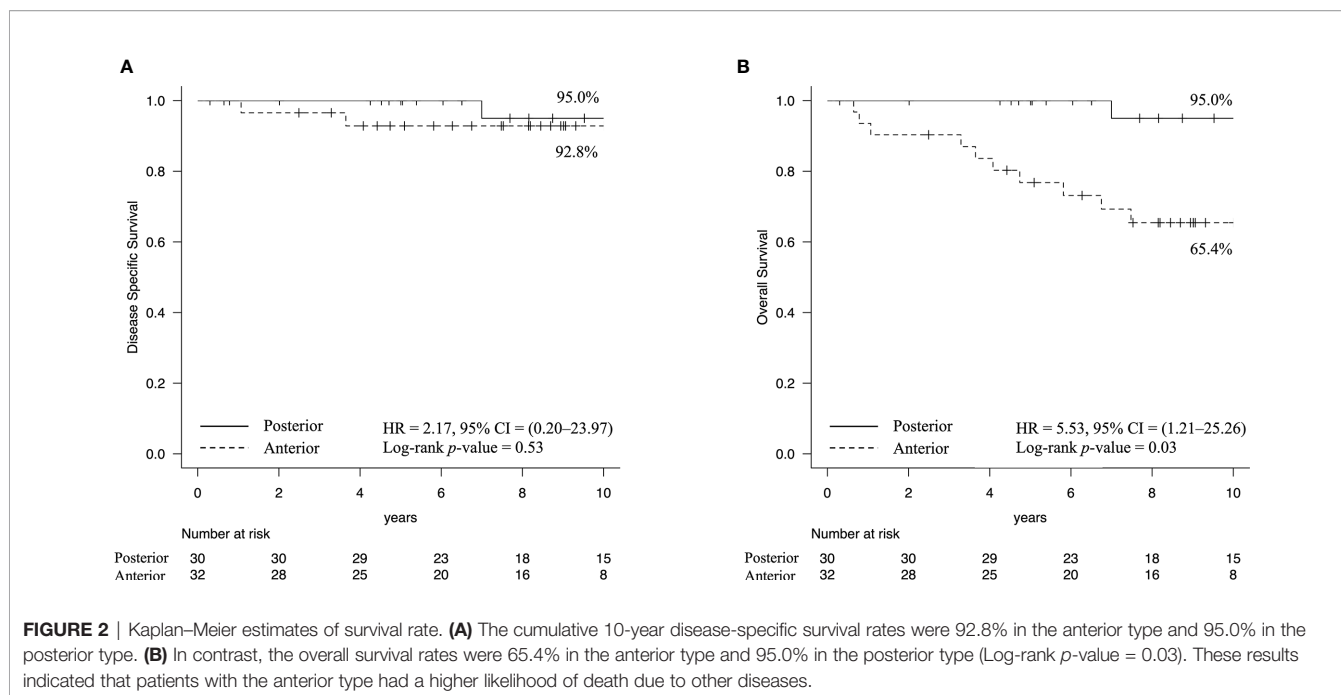 A
1.0
0.8
0.6
0.4
0.2
0.0
Disease Specific Survival
95.0%
92.8%
Posterior
Anterior
HR = 2.17, 95% CI = (0.20–23.97)
Log-rank p-value = 0.53
0 2 4 6 8 10
years
Number at risk
Posterior 30 30 29 23 18 15
Anterior 32 28 25 20 16 8
B
1.0
0.8
0.6
0.4
0.2
0.0
Overall Survival
95.0%
65.4%
Posterior
Anterior
HR = 5.53, 95% CI = (1.21–25.26)
Log-rank p-value = 0.03
0 2 4 6 8 10
years
Number at risk
Posterior 30 30 29 23 18 15
Anterior 32 28 25 20 16 8
FIGURE 2 | Kaplan–Meier estimates of survival rate. (A) The cumulative 10-year disease-specific survival rates were 92.8% in the anterior type and 95.0% in the
posterior type. (B) In contrast, the overall survival rates were 65.4% in the anterior type and 95.0% in the posterior type (Log-rank p-value = 0.03). These results
indicated that patients with the anterior type had a higher likelihood of death due to other diseases.